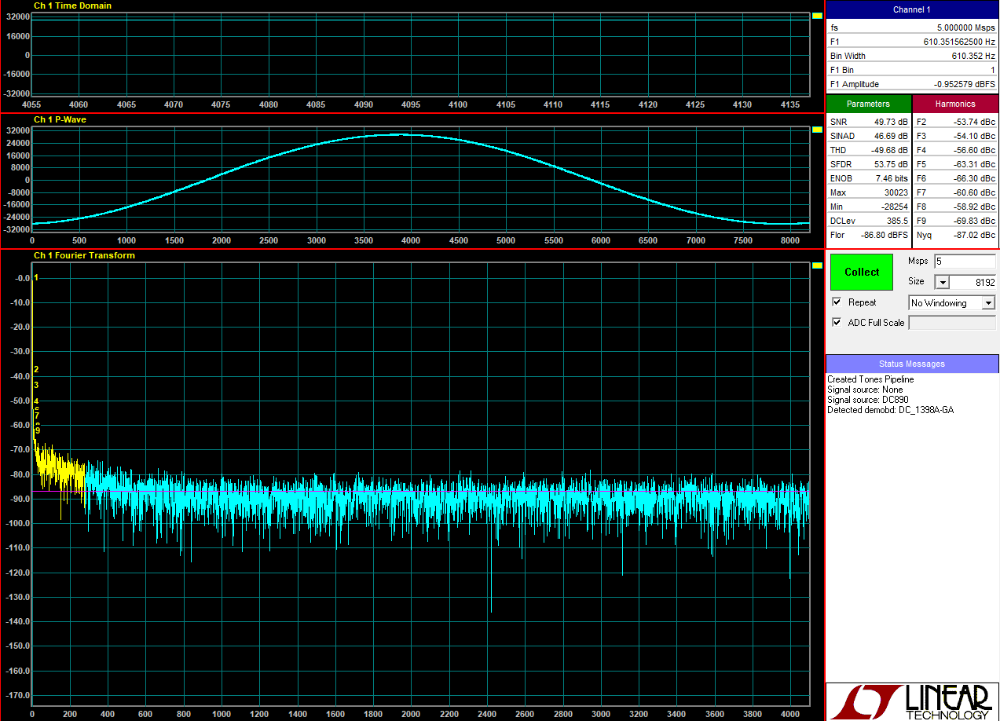 Ch 1 Time Domain
32000
16000
0
-16000
-32000
4055 4060 4065 4070 4075 4080 4085 4090 4095 4100 4105 4110 4115 4120 4125 4130 4135
Ch 1 P-Wave
32000
24000
16000
8000
0
-8000
-16000
-24000
-32000
0 500 1000 1500 2000 2500 3000 3500 4000 4500 5000 5500 6000 6500 7000 7500 8000
Ch 1 Fourier Transform
-0.0
-10.0
-20.0
-30.0
-40.0
-50.0
-60.0
-70.0
-80.0
-90.0
-100.0
-110.0
-120.0
-130.0
-140.0
-150.0
-160.0
-170.0
1
2
3
4
7
9
0 200 400 600 800 1000 1200 1400 1600 1800 2000 2200 2400 2600 2800 3000 3200 3400 3600 3800 4000
Channel 1
fs 5.000000 Msps
F1 610.351562500 Hz
Bin Width 610.352 Hz
F1 Bin 1
F1 Amplitude -0.952579 dBFS
Parameters Harmonics
SNR 49.73 dB F2 -53.74 dBc
SINAD 46.69 dB F3 -54.10 dBc
THD -49.68 dB F4 -56.60 dBc
SFDR 53.75 dB F5 -63.31 dBc
ENOB 7.46 bits F6 -66.30 dBc
Max 30023 F7 -60.60 dBc
Min -28254 F8 -58.92 dBc
DCLev 385.5 F9 -69.83 dBc
Flor -86.80 dBFS Nyq -87.02 dBc
Collect
Msps 5
Size 8192
Repeat No Windowing
ADC Full Scale
Status Messages
Created Tones Pipeline
Signal source: None
Signal source: DC890
Detected demobd: DC_1398A-GA
LINEAR
TECHNOLOGY